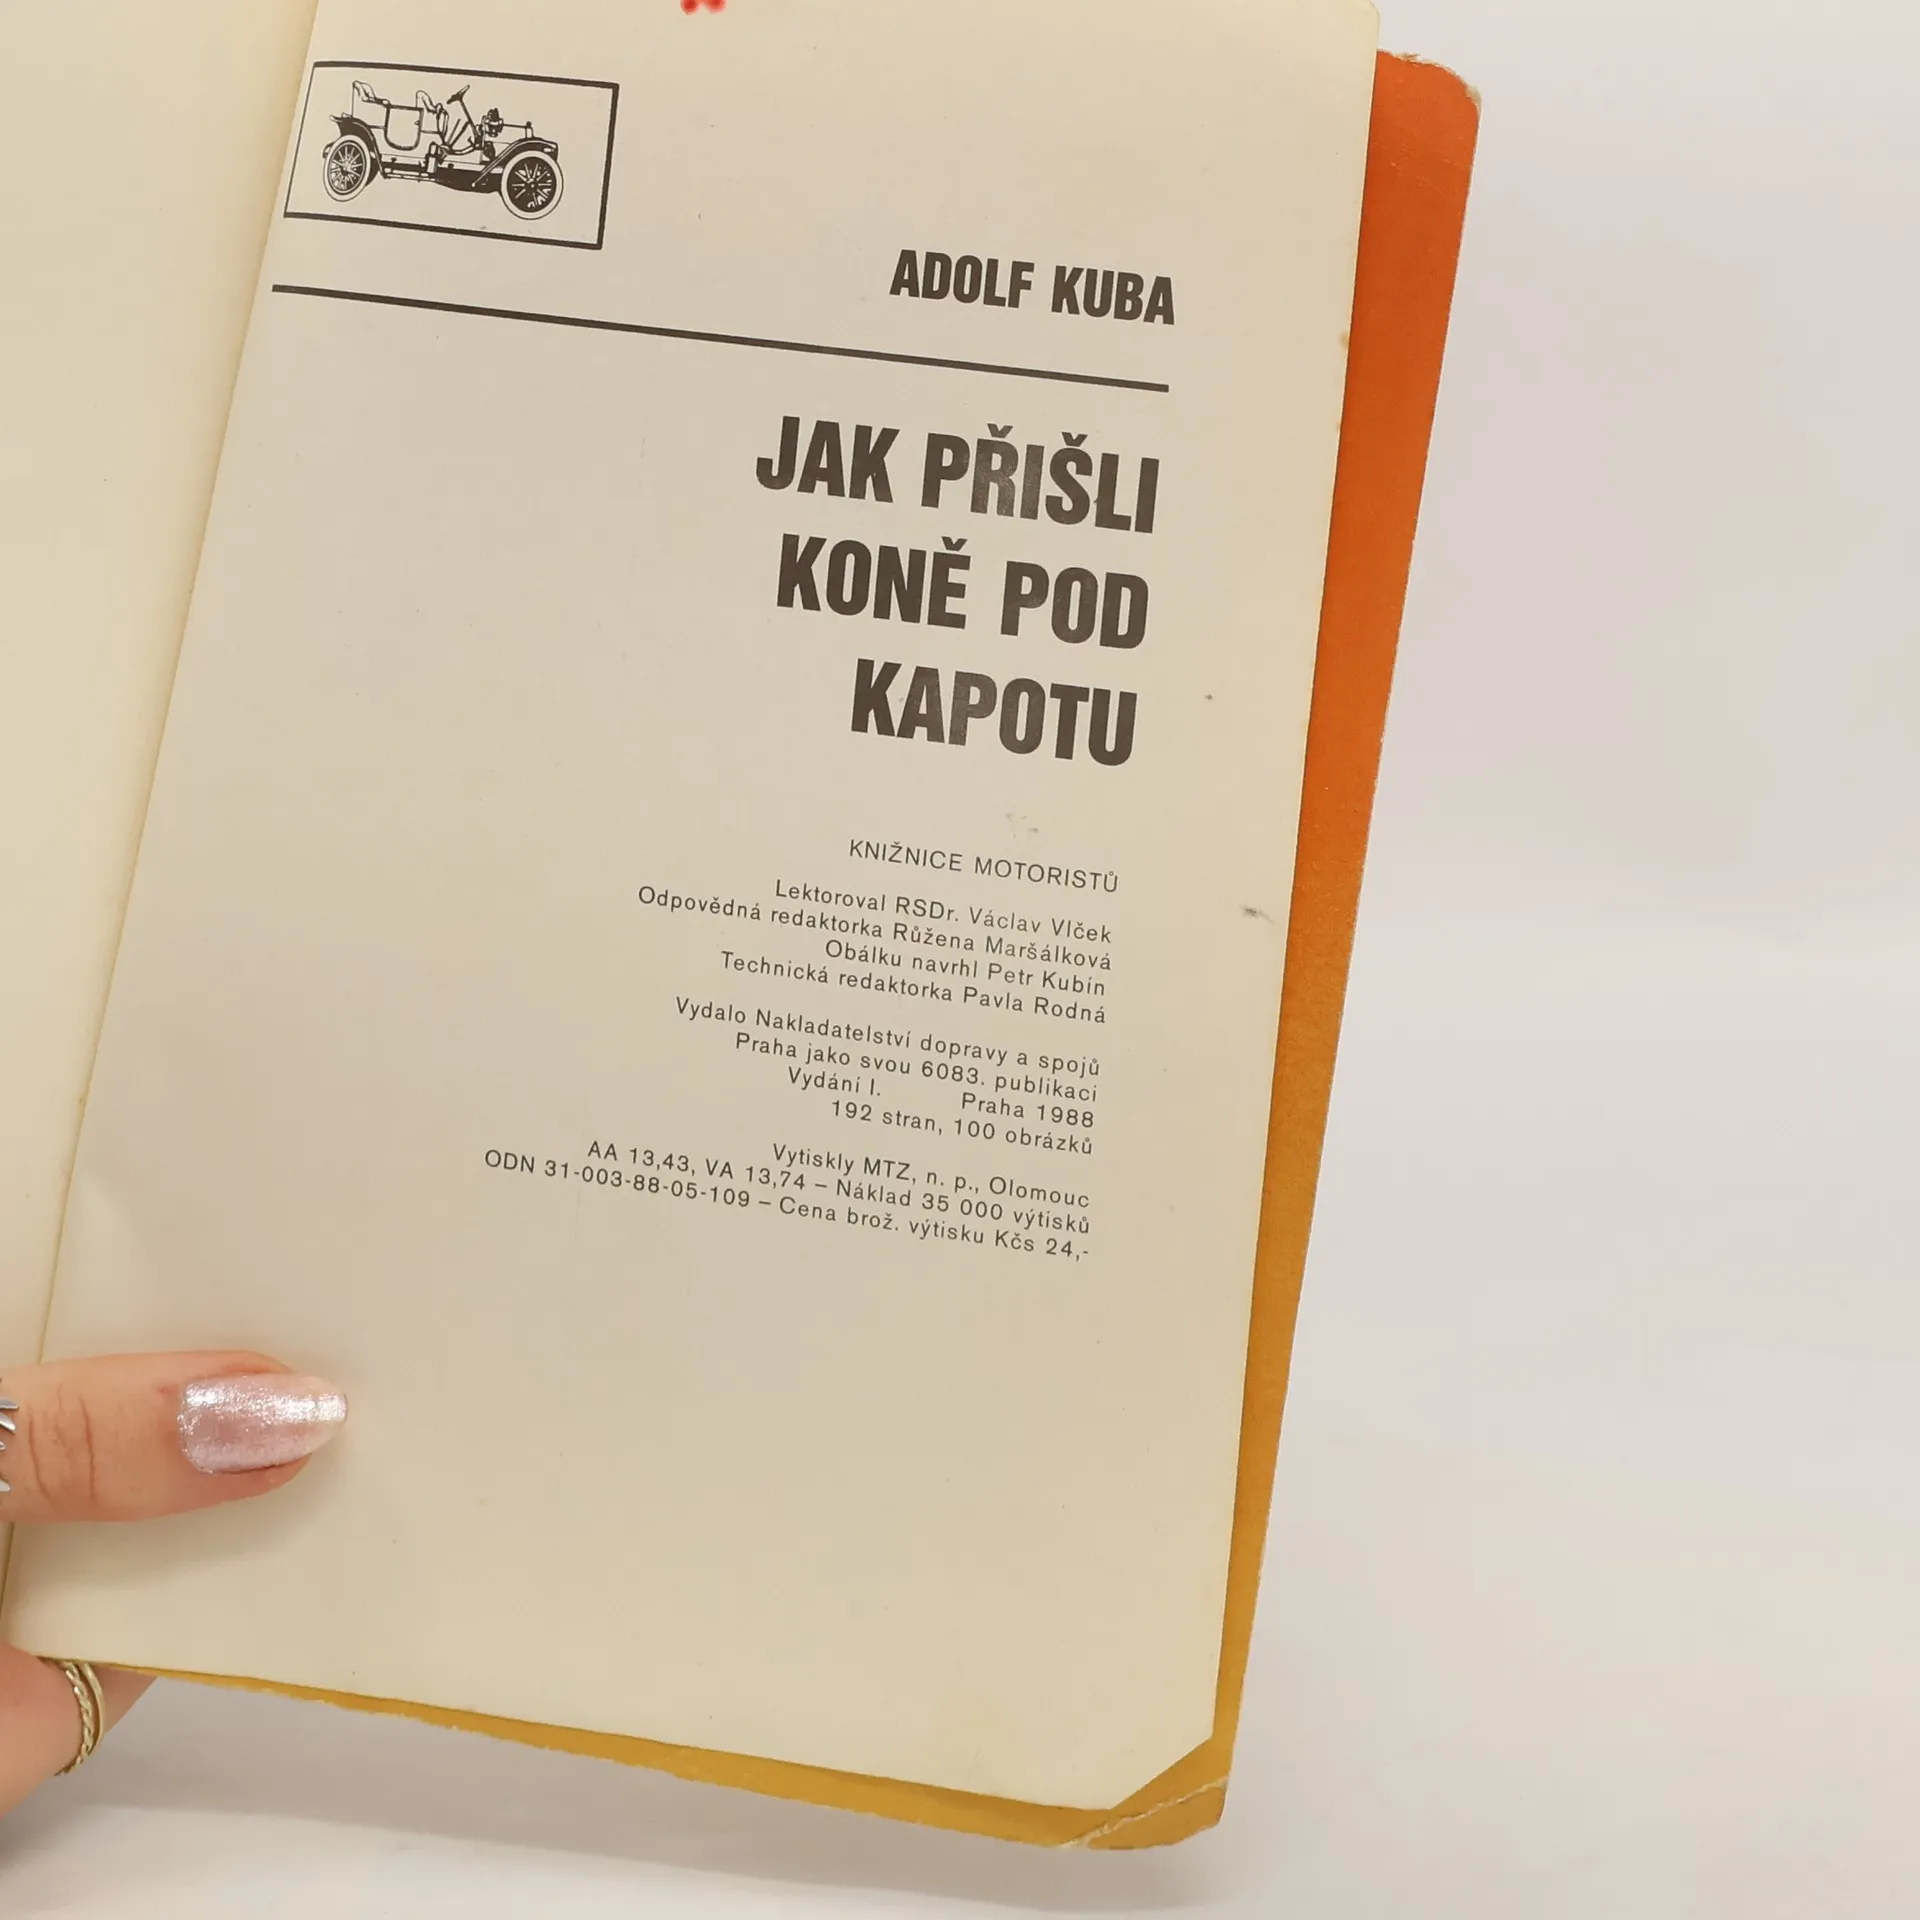 ADOLF KUBA
JAK PŘIŠLI
KONĚ POD
KAPOTU
KNIŽNICE MOTORISTŮ
Lektoroval RSDr. Václav Vlček
Odpovědná redaktorka Růžena Maršálková
Obálku navrhl Petr Kubín
Technická redaktorka Pavla Rodná
Vydalo Nakladatelství dopravy a spojů
Praha jako svou 6083. publikaci
Vydání I. Praha 1988
192 stran, 100 obrázků
Vytiskly MTZ, n. p., Olomouc
AA 13,43, VA 13,74 – Náklad 35 000 výtisků
ODN 31-003-88-05-109 – Cena brož. výtisku Kčs 24,-